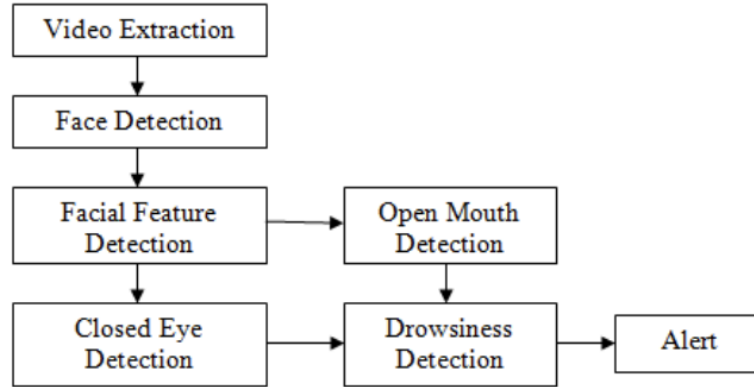 Video Extraction
Face Detection
Facial Feature
Detection
Open Mouth
Detection
Closed Eye
Detection
Drowsiness
Detection
Alert